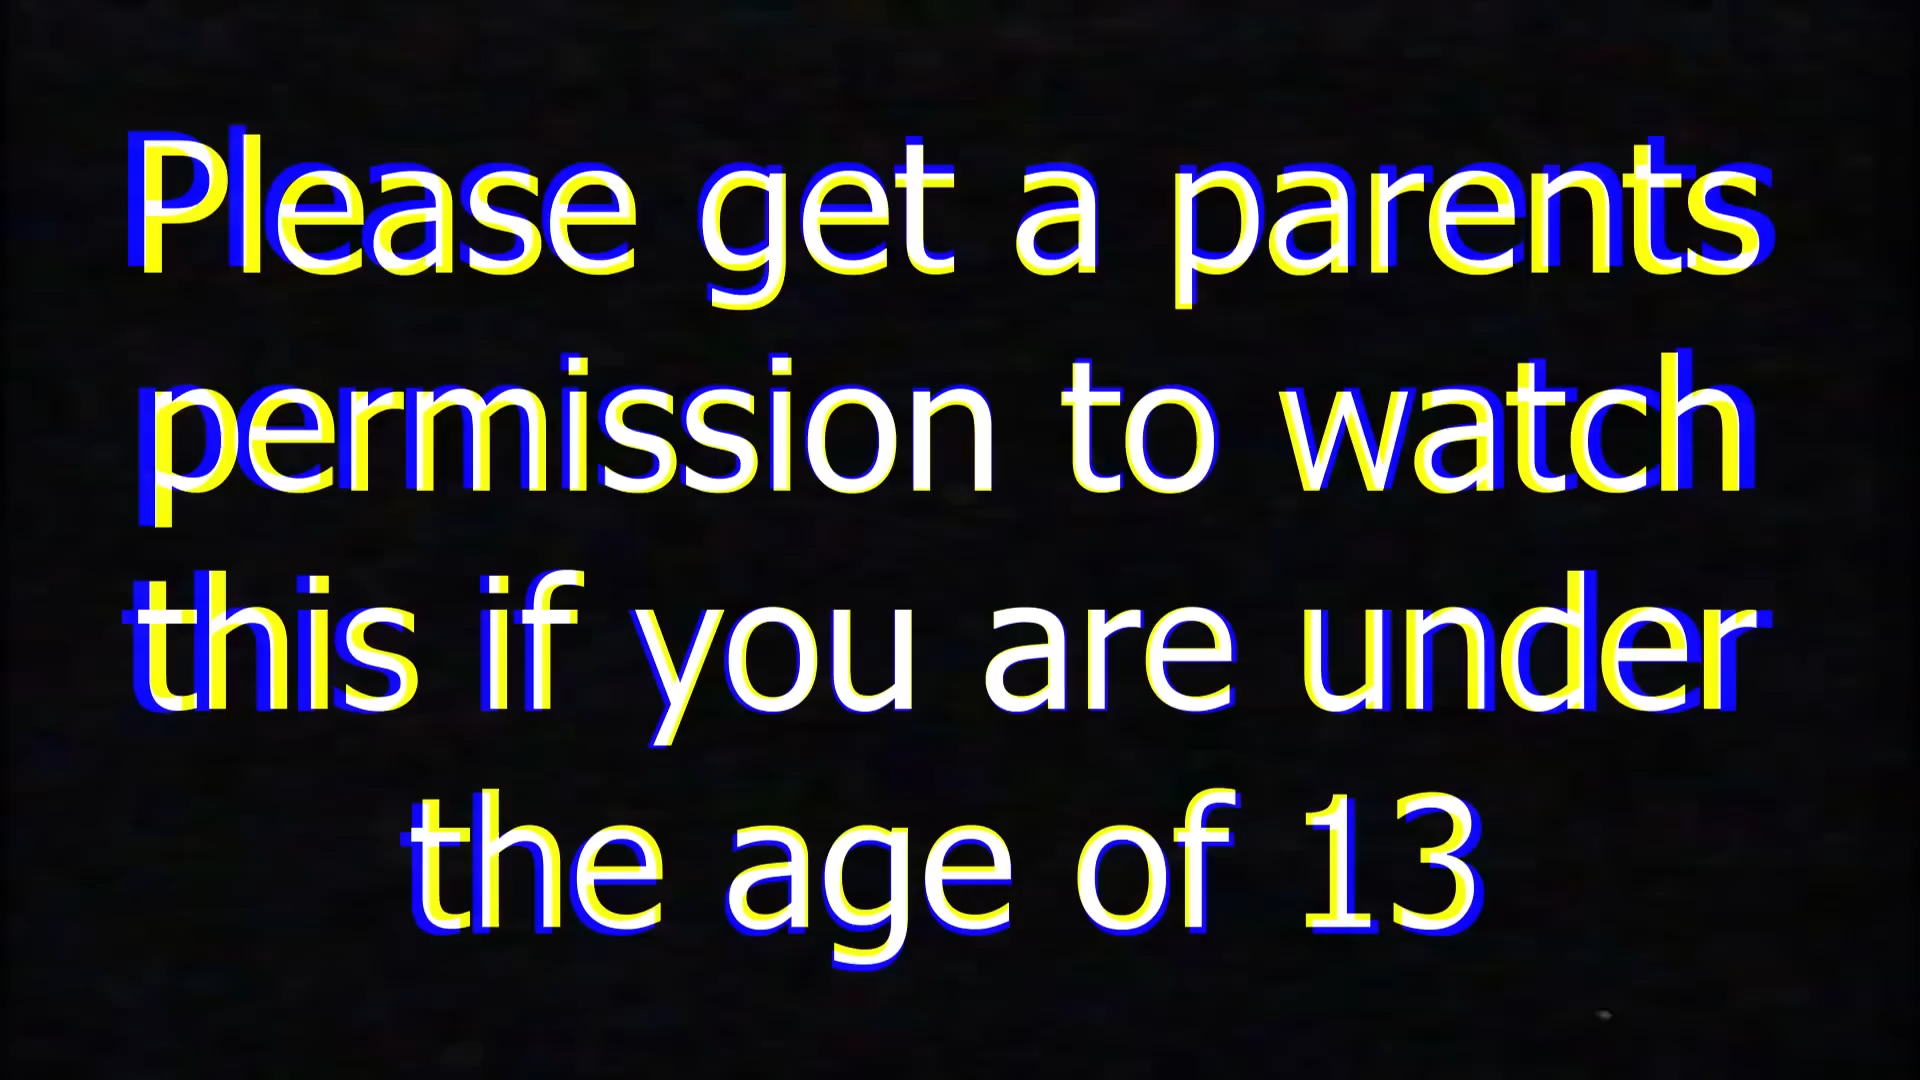 Please get a parents
permission to watch
this if you are under
the age of 13